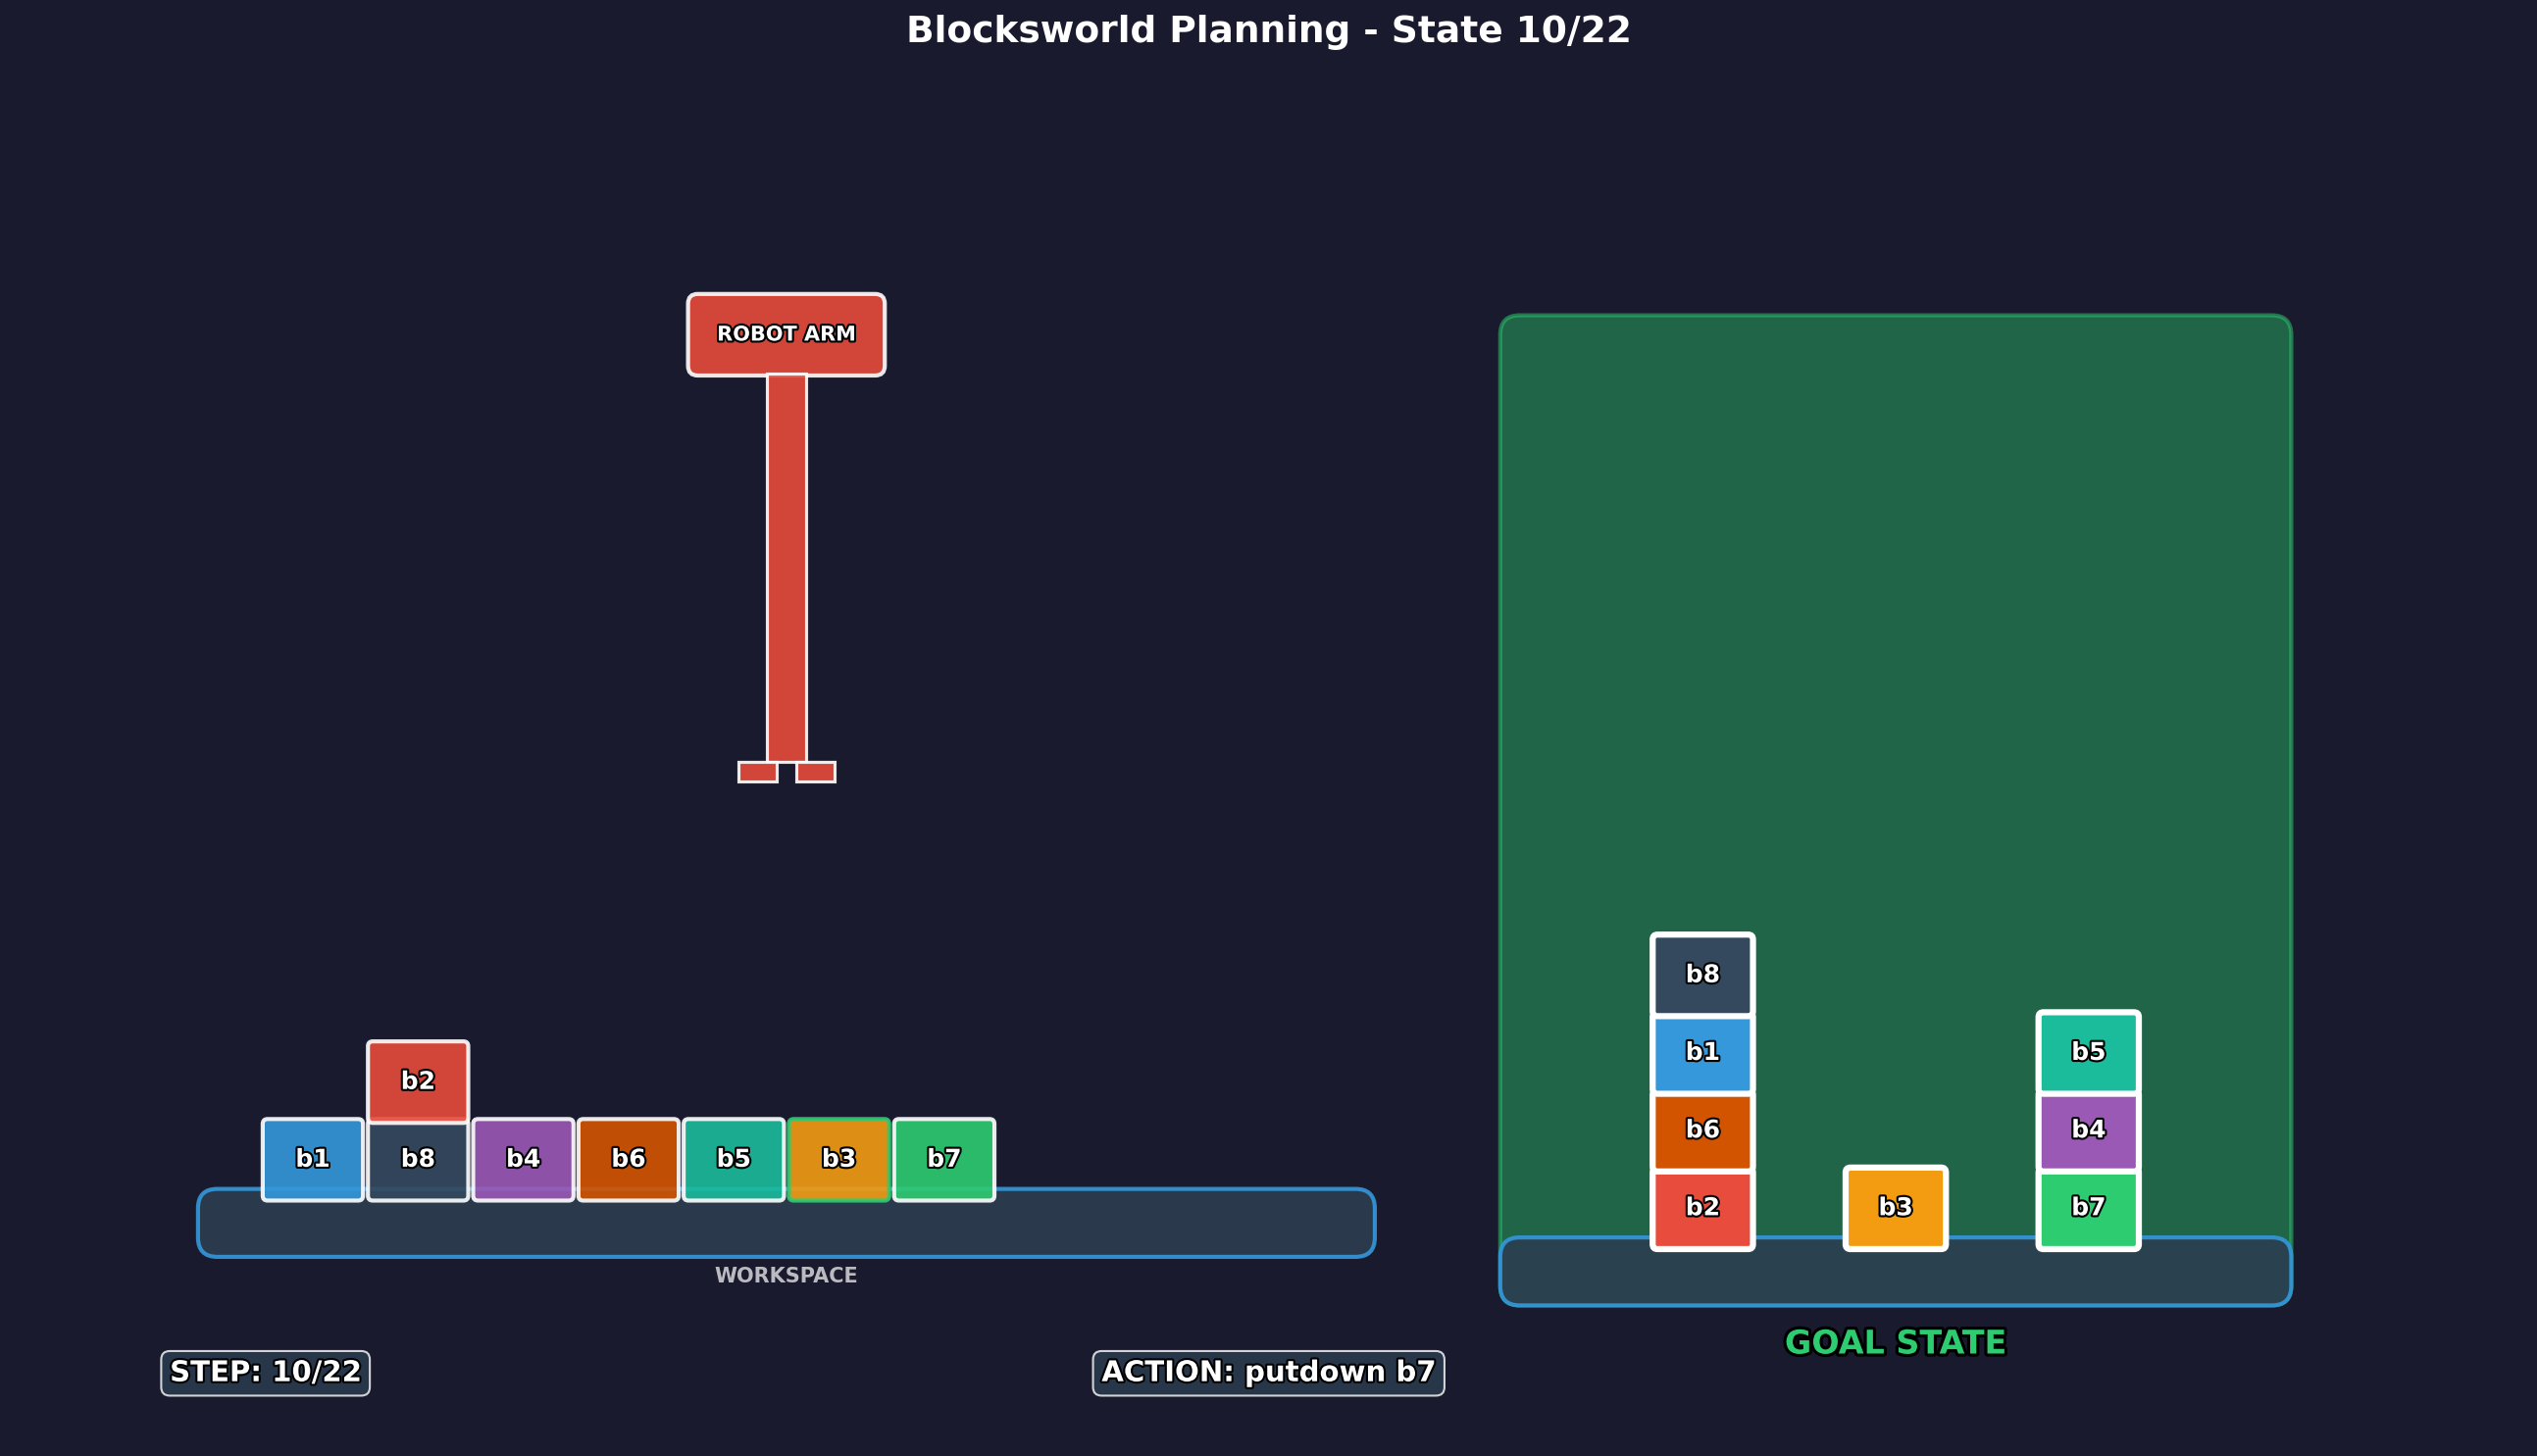 Blocksworld Planning - State 10/22
ROBOT ARM
b2
b1 b8 b4 b6 b5 b3 b7
WORKSPACE
b8
b1 b5
b6 b4
b2 b3 b7
GOAL STATE
STEP: 10/22
ACTION: putdown b7